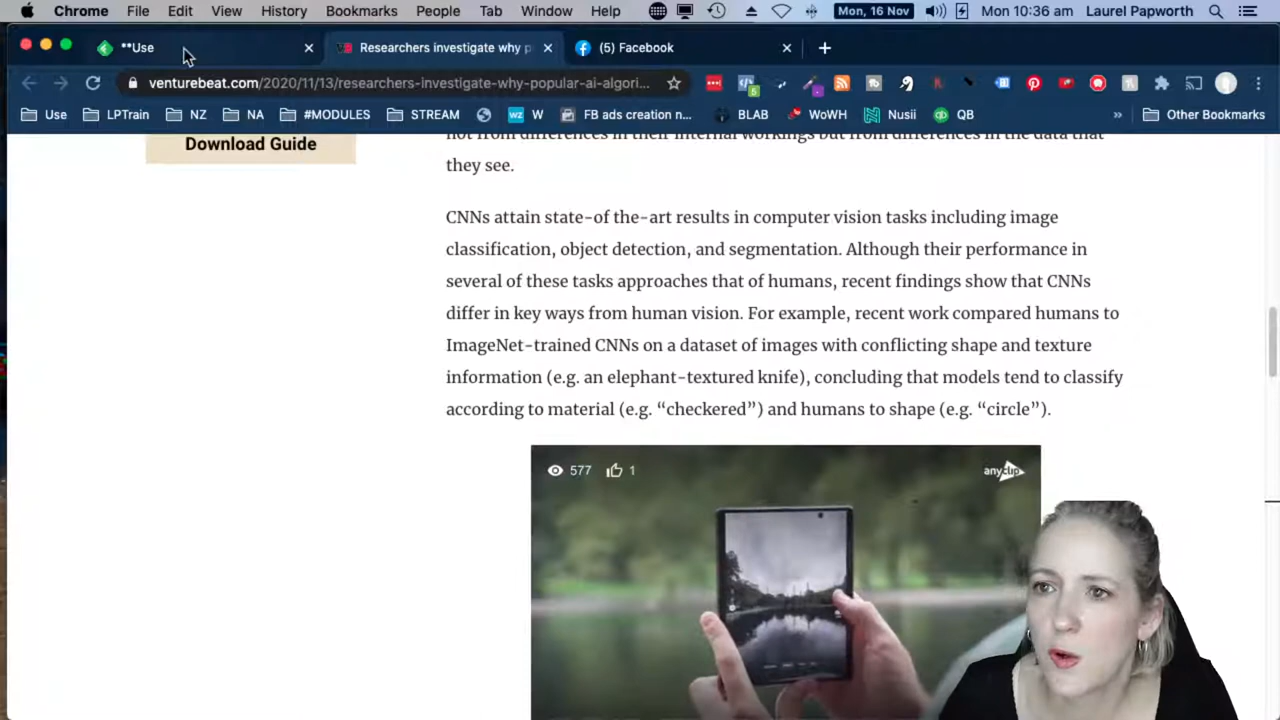 Chrome File Edit View History Bookmarks People Tab Window Help Mon, 16 Nov Mon 10:36 am Laurel Papworth
**Use Researchers investigate why p (5) Facebook
venturebeat.com/2020/11/13/researchers-investigate-why-popular-ai-algori...
5
Use LPTrain NZ NA #MODULES STREAM WZ W FB ads creation n... BLAB WoWH Nusii QB » Other Bookmarks
Download Guide
not from differences in their internal workings but from differences in the data that
they see.
CNNs attain state-of the-art results in computer vision tasks including image
classification, object detection, and segmentation. Although their performance in
several of these tasks approaches that of humans, recent findings show that CNNs
differ in key ways from human vision. For example, recent work compared humans to
ImageNet-trained CNNs on a dataset of images with conflicting shape and texture
information (e.g. an elephant-textured knife), concluding that models tend to classify
according to material (e.g. “checkered”) and humans to shape (e.g. “circle”).
577 1 anyclip